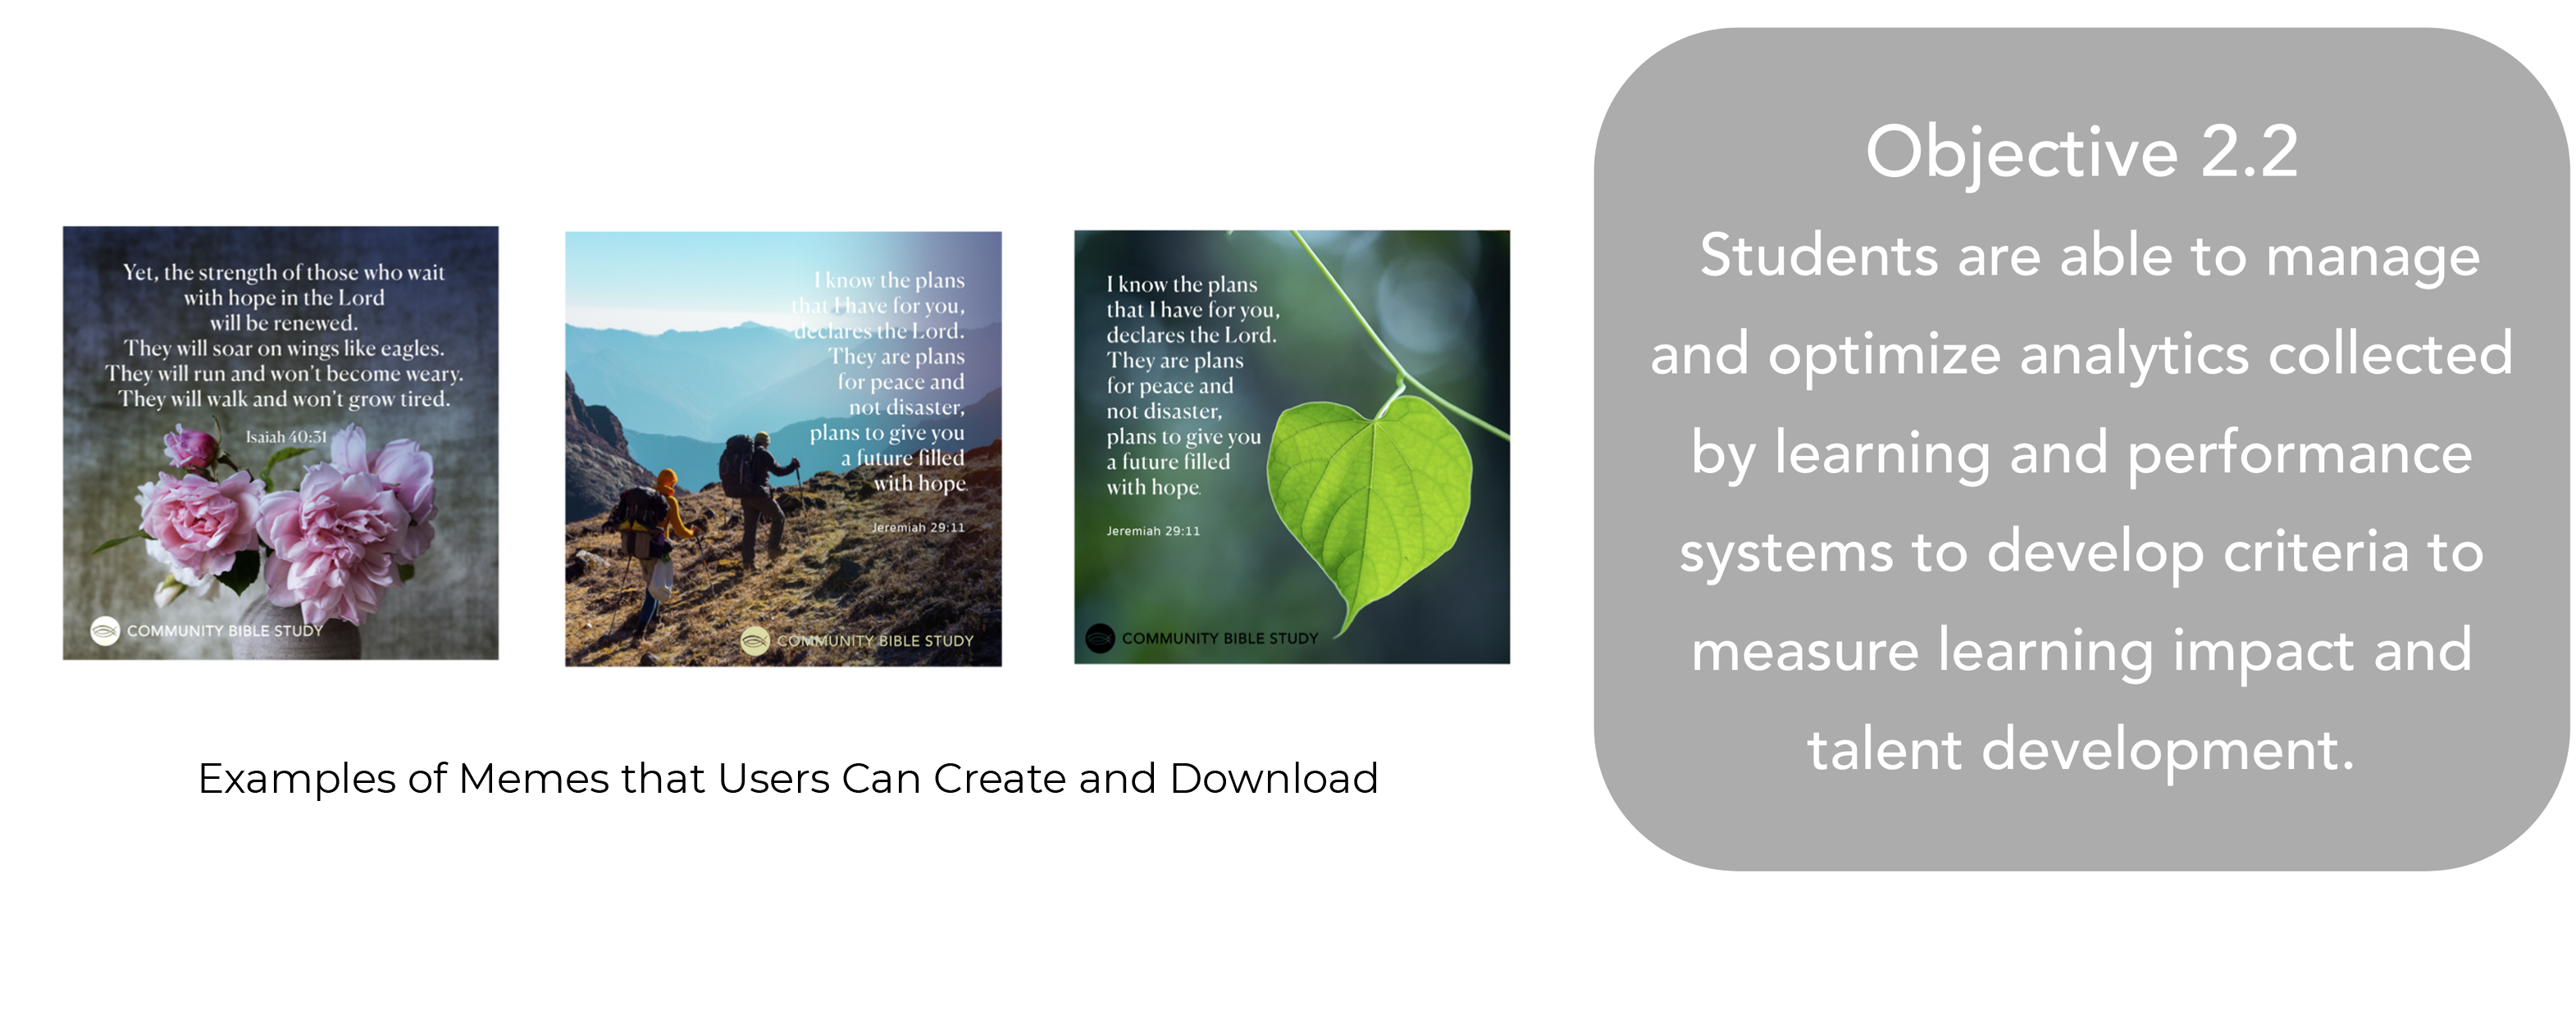 Yet, the strength of those who wait
with hope in the Lord
will be renewed.
They will soar on wings like eagles.
They will run and won't become weary.
They will walk and won't grow tired.
Isaiah 40:31
COMMUNITY BIBLE STUDY
I know the plans
that I have for you,
declares the Lord.
They are plans
for peace and
not disaster,
plans to give you
a future filled
with hope.
Jeremiah 29:11
COMMUNITY BIBLE STUDY
I know the plans
that I have for you,
declares the Lord.
They are plans
for peace and
not disaster,
plans to give you
a future filled
with hope.
Jeremiah 29:11
COMMUNITY BIBLE STUDY
Examples of Memes that Users Can Create and Download
Objective 2.2
Students are able to manage
and optimize analytics collected
by learning and performance
systems to develop criteria to
measure learning impact and
talent development.